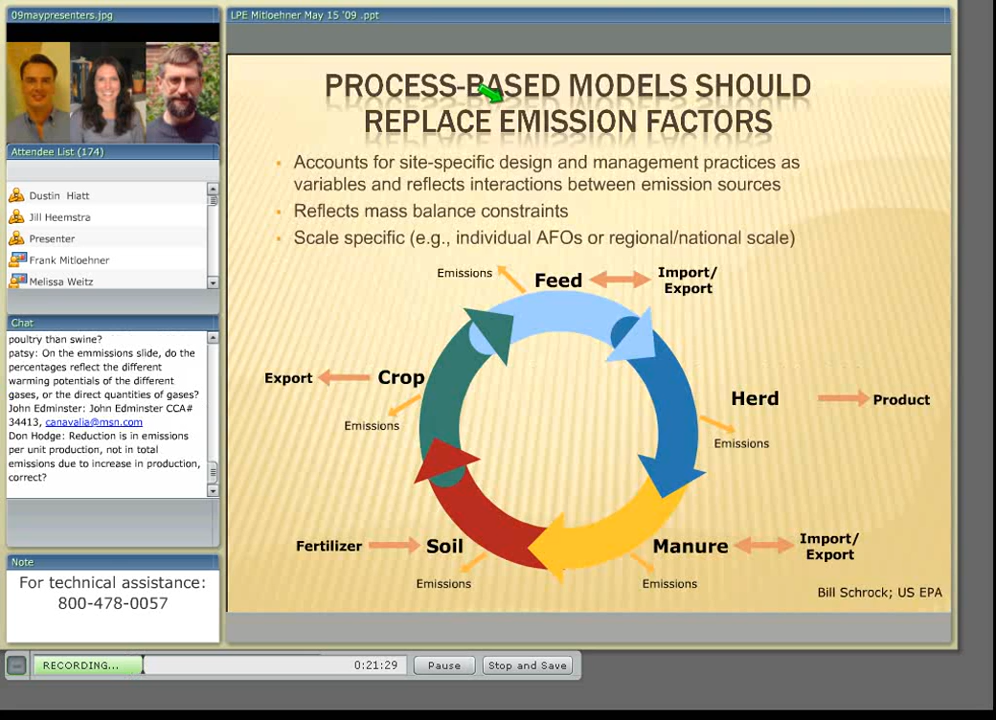 09maypresenters.jpg
Attendee List (174)
Dustin Hiatt
Jill Heemstra
Presenter
Frank Mitloehner
Melissa Weitz
Chat
poultry than swine?
patsy: On the emmissions slide, do the
percentages reflect the different
warming potentials of the different
gases, or the direct quantities of gases?
John Edminster: John Edminster CCA#
34413, canavalia@msn.com
Don Hodge: Reduction is in emissions
per unit production, not in total
emissions due to increase in production,
correct?
Note
For technical assistance:
800-478-0057
LPE Mitloehner May 15 '09 .ppt
PROCESS-BASED MODELS SHOULD
REPLACE EMISSION FACTORS
Accounts for site-specific design and management practices as
variables and reflects interactions between emission sources
Reflects mass balance constraints
Scale specific (e.g., individual AFOs or regional/national scale)
Emissions
Feed
Import/
Export
Export
Crop
Emissions
Herd
Product
Emissions
Fertilizer
Soil
Emissions
Manure
Import/
Export
Emissions
Bill Schrock; US EPA
RECORDING...
0:21:29
Pause
Stop and Save